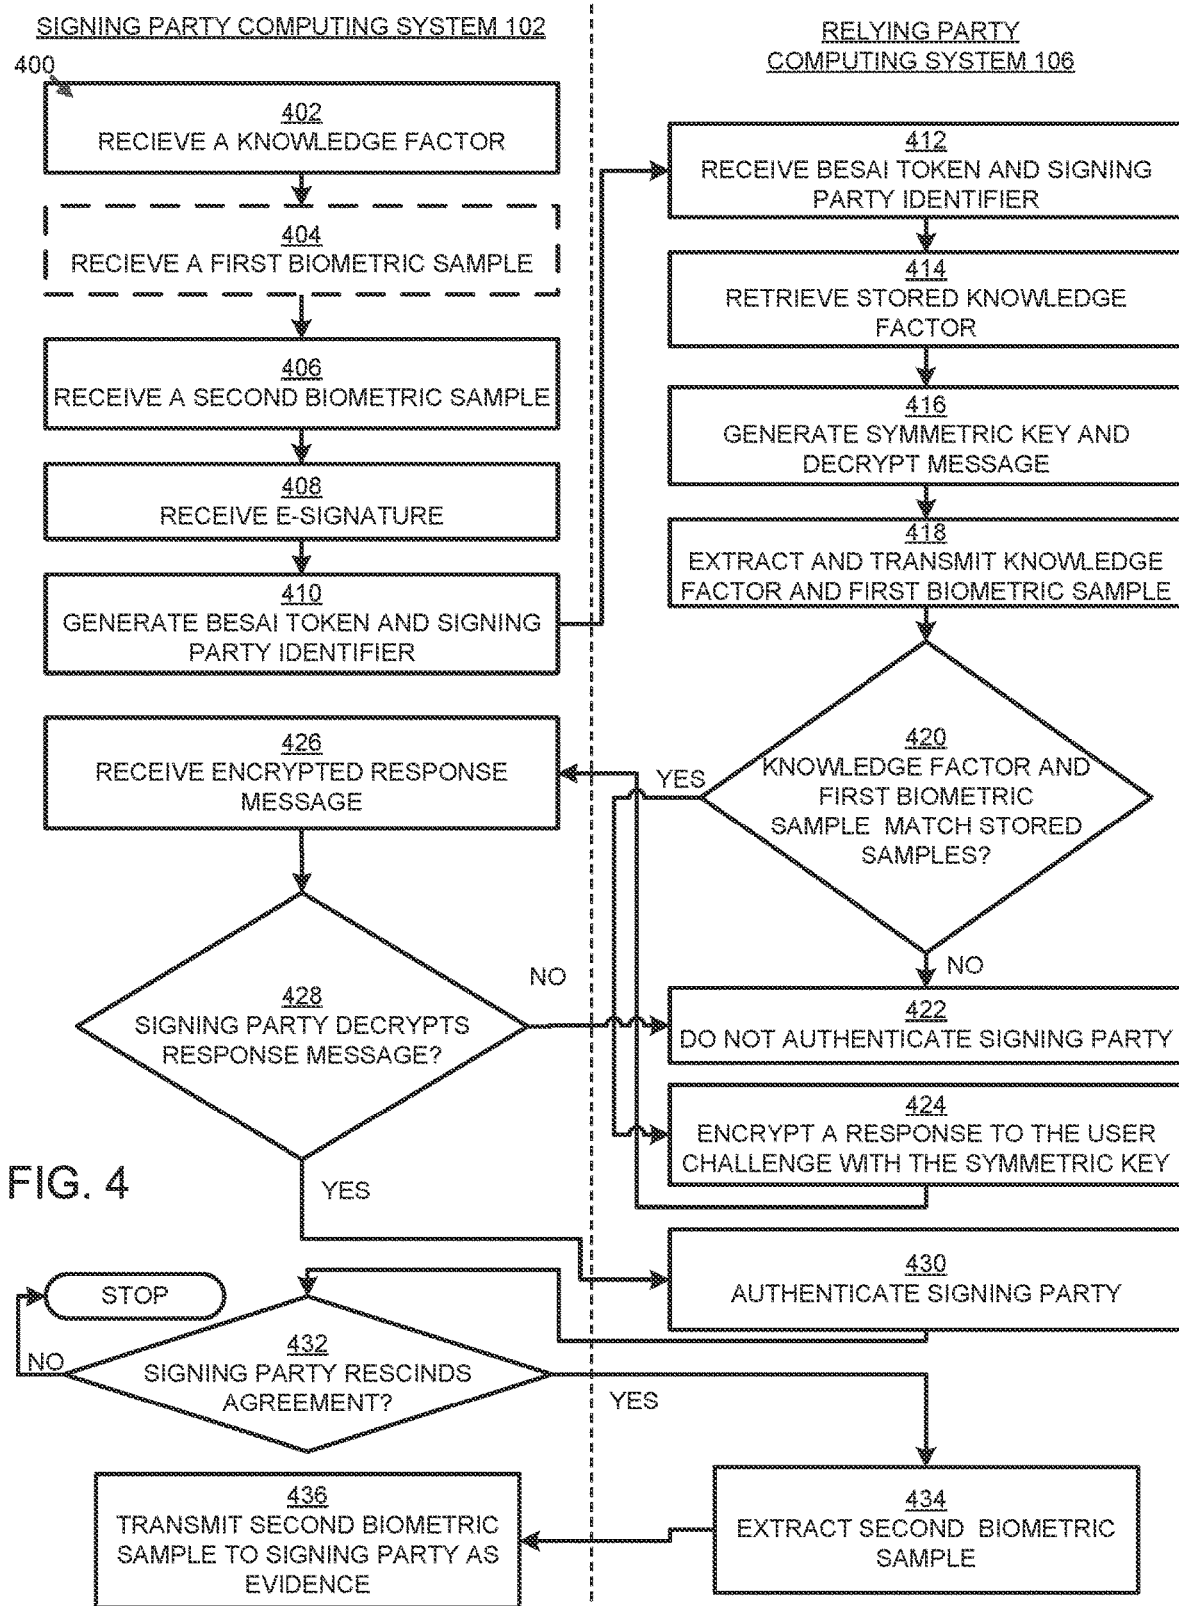 SIGNING PARTY COMPUTING SYSTEM 102
400
402
RECIEVE A KNOWLEDGE FACTOR
404
RECIEVE A FIRST BIOMETRIC SAMPLE
406
RECEIVE A SECOND BIOMETRIC SAMPLE
408
RECEIVE E-SIGNATURE
410
GENERATE BESAI TOKEN AND SIGNING
PARTY IDENTIFIER
RELYING PARTY
COMPUTING SYSTEM 106
412
RECEIVE BESAI TOKEN AND SIGNING
PARTY IDENTIFIER
414
RETRIEVE STORED KNOWLEDGE
FACTOR
416
GENERATE SYMMETRIC KEY AND
DECRYPT MESSAGE
418
EXTRACT AND TRANSMIT KNOWLEDGE
FACTOR AND FIRST BIOMETRIC SAMPLE
420
KNOWLEDGE FACTOR AND
FIRST BIOMETRIC
SAMPLE MATCH STORED
SAMPLES?
YES
NO
422
DO NOT AUTHENTICATE SIGNING PARTY
424
ENCRYPT A RESPONSE TO THE USER
CHALLENGE WITH THE SYMMETRIC KEY
426
RECEIVE ENCRYPTED RESPONSE
MESSAGE
428
SIGNING PARTY DECRYPTS
RESPONSE MESSAGE?
NO
YES
FIG. 4
430
AUTHENTICATE SIGNING PARTY
STOP
NO
432
SIGNING PARTY RESCINDS
AGREEMENT?
YES
434
EXTRACT SECOND BIOMETRIC
SAMPLE
436
TRANSMIT SECOND BIOMETRIC
SAMPLE TO SIGNING PARTY AS
EVIDENCE